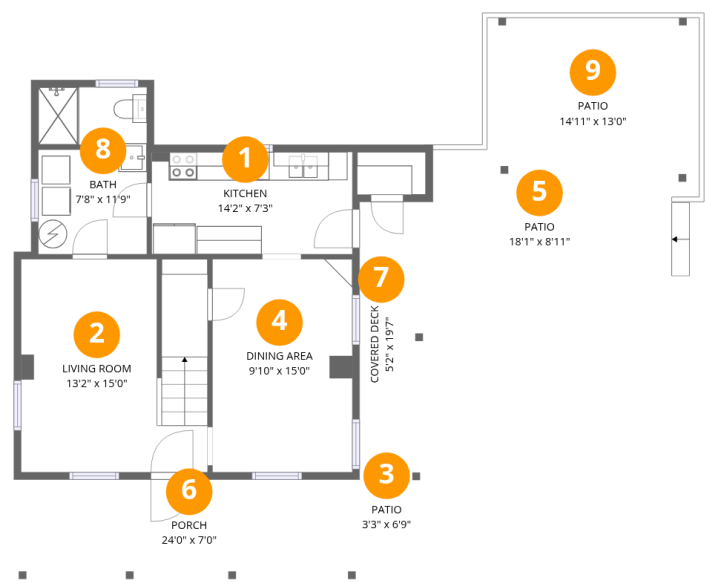 9
PATIO
14'11" x 13'0"
8
BATH
7'8" x 11'9"
1
KITCHEN
14'2" x 7'3"
5
PATIO
18'1" x 8'11"
7
COVERED DECK
5'2" x 19'7"
2
LIVING ROOM
13'2" x 15'0"
4
DINING AREA
9'10" x 15'0"
3
PATIO
3'3" x 6'9"
6
PORCH
24'0" x 7'0"